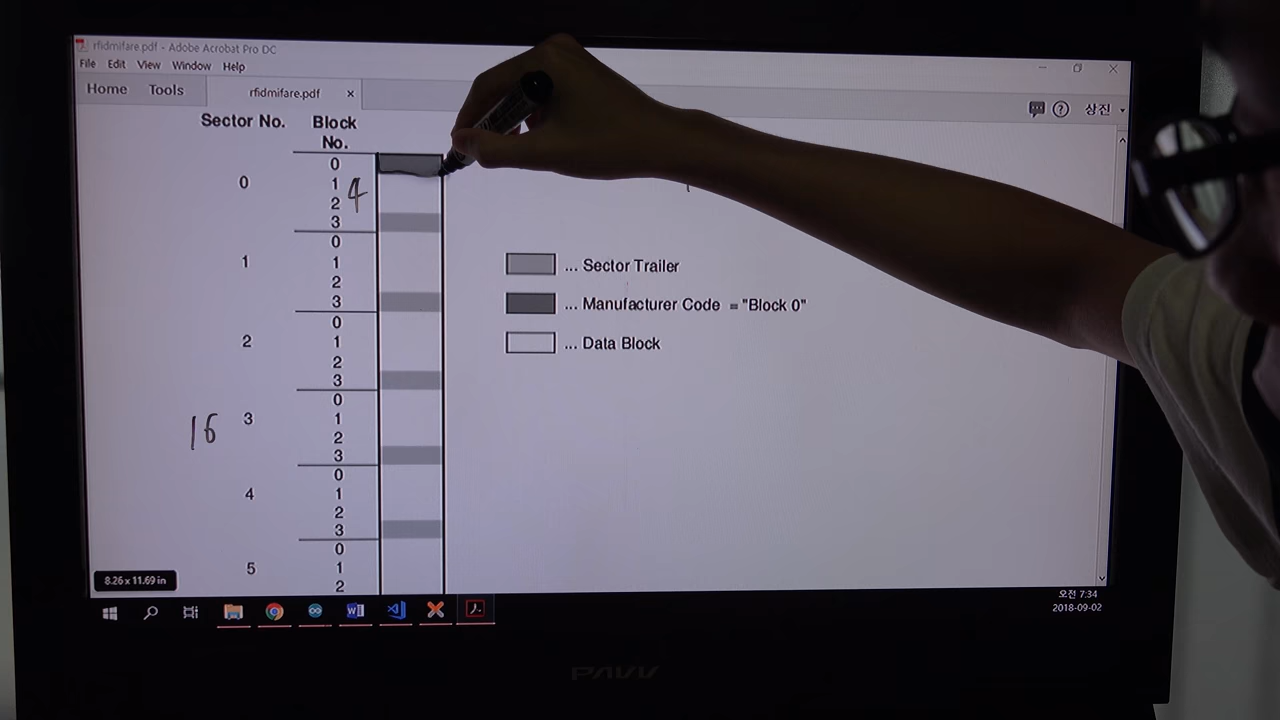 rfidmifare.pdf - Adobe Acrobat Pro DC
File Edit View Window Help
Home Tools rfidmifare.pdf ×
상진
Sector No. Block No.
0
0 1 4
2
3
0
1 1
2
3
0
2 1
2
3
0
16 3 1
2
3
0
4 1
2
3
0
5 1
2
... Sector Trailer
... Manufacturer Code = "Block 0"
... Data Block
8.26 x 11.69 in
오전 7:34
2018-09-02